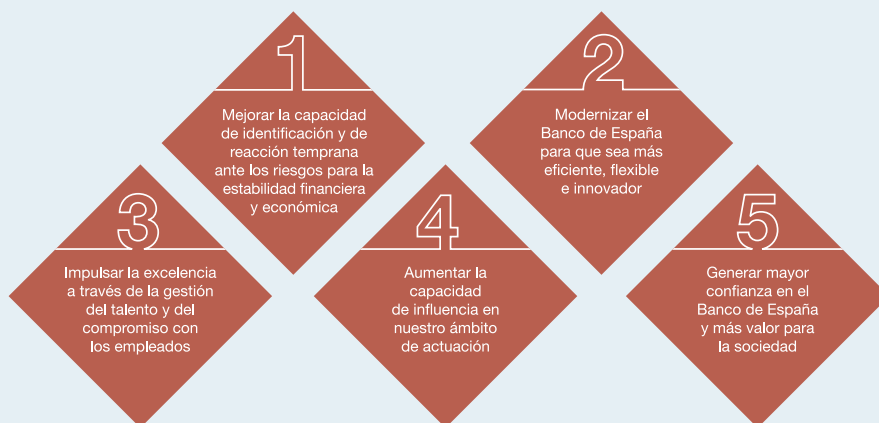 1
Mejorar la capacidad
de identificación y de
reacción temprana
ante los riesgos para la
estabilidad financiera
y económica
2
Modernizar el
Banco de España
para que sea más
eficiente, flexible
e innovador
3
Impulsar la excelencia
a través de la gestión
del talento y del
compromiso con
los empleados
4
Aumentar la
capacidad
de influencia en
nuestro ámbito
de actuación
5
Generar mayor
confianza en el
Banco de España
y más valor para
la sociedad